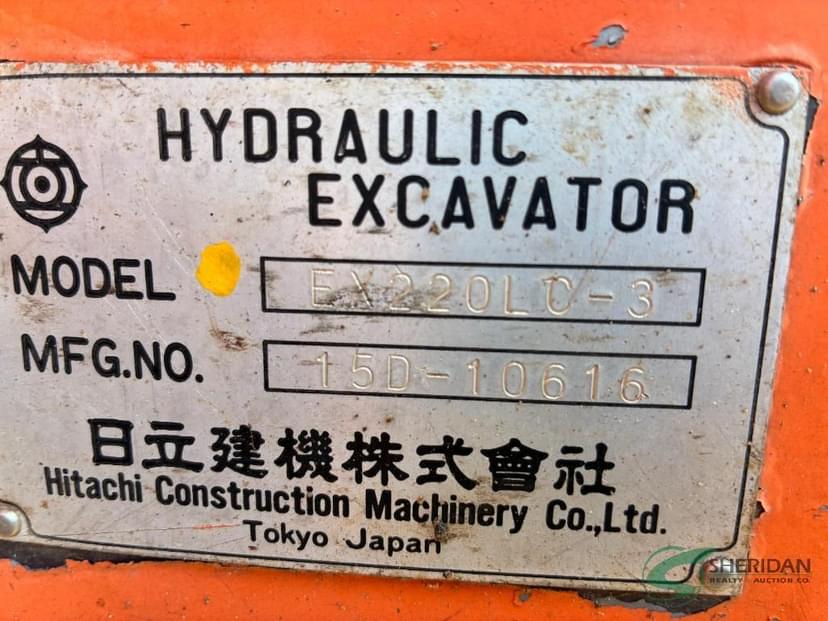 HYDRAULIC
EXCAVATOR
MODEL EX220LC-3
MFG.NO. 15D-10616
日立建機株式會社
Hitachi Construction Machinery Co.,Ltd.
Tokyo Japan
SHERIDAN
REALTY & AUCTION CO.